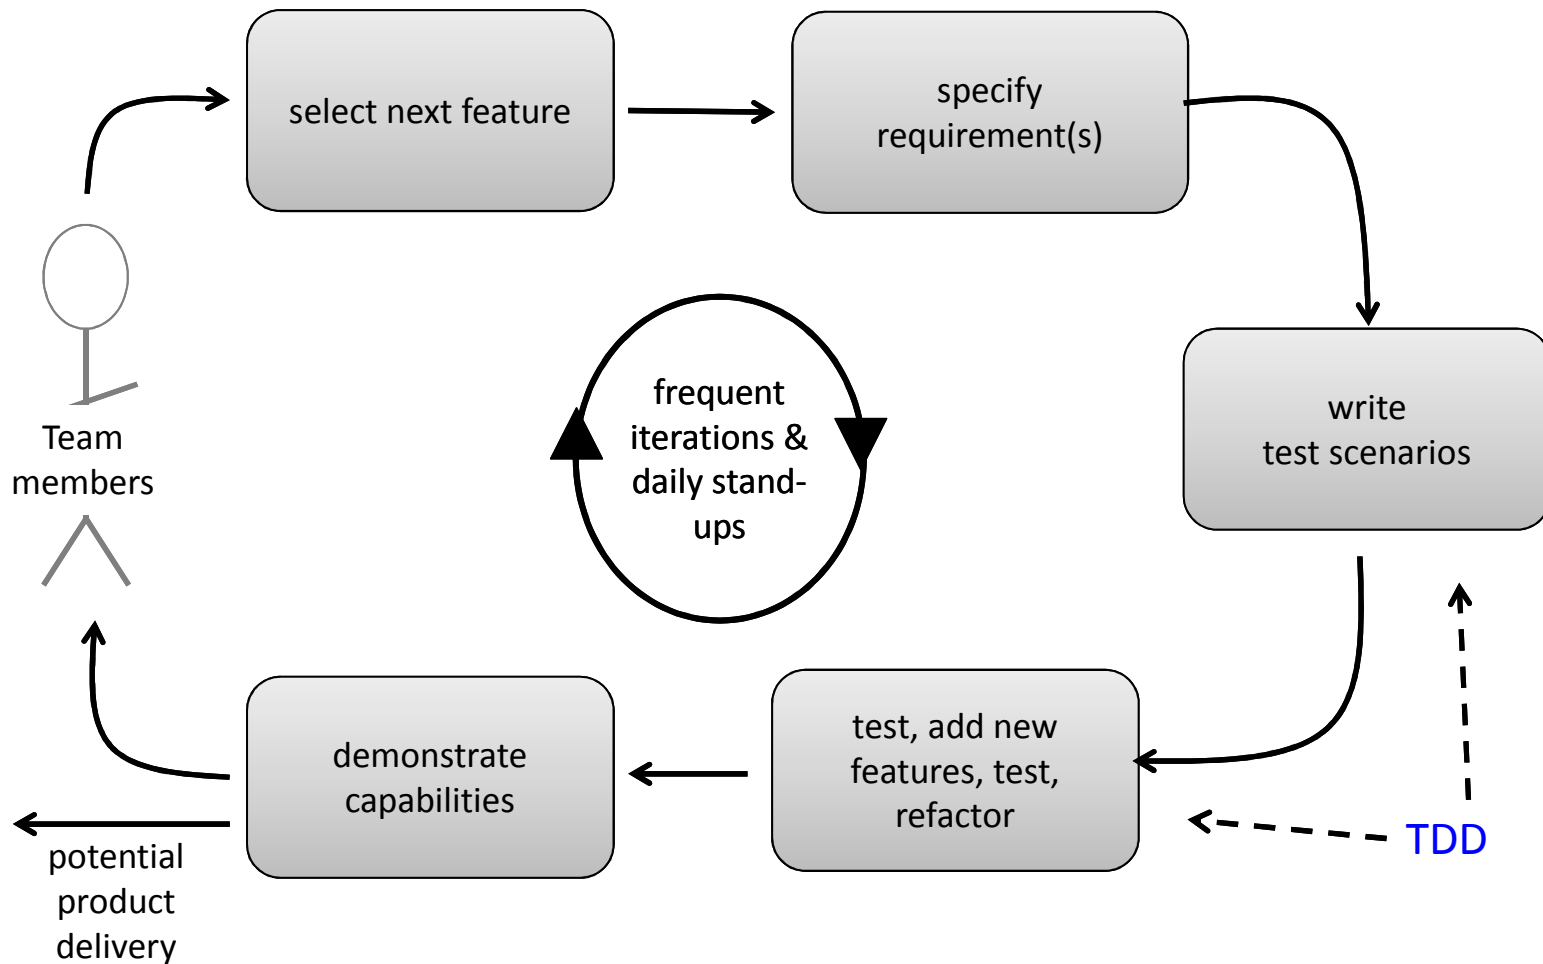 select next feature
specify
requirement(s)
write
test scenarios
frequent
iterations &
daily stand-
ups
Team
members
test, add new
features, test,
refactor
demonstrate
capabilities
TDD
potential
product
delivery